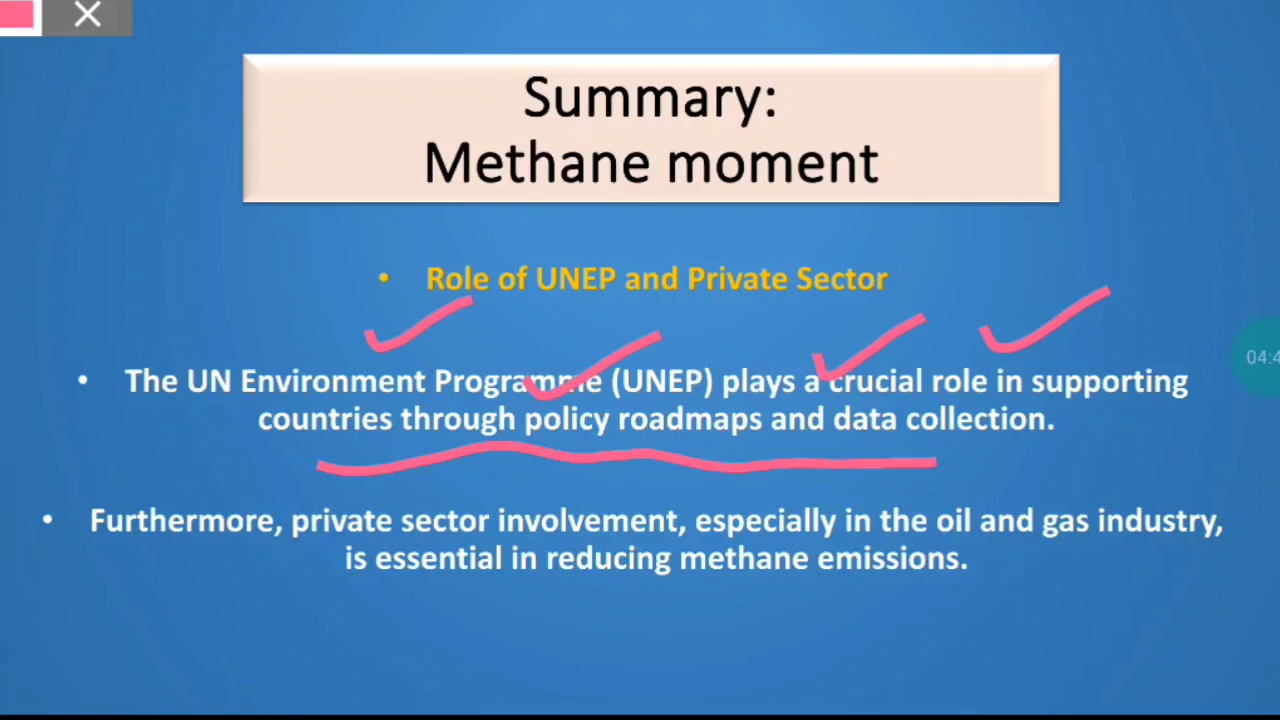 Summary:
Methane moment
• Role of UNEP and Private Sector
• The UN Environment Programme (UNEP) plays a crucial role in supporting
countries through policy roadmaps and data collection.
• Furthermore, private sector involvement, especially in the oil and gas industry,
is essential in reducing methane emissions.